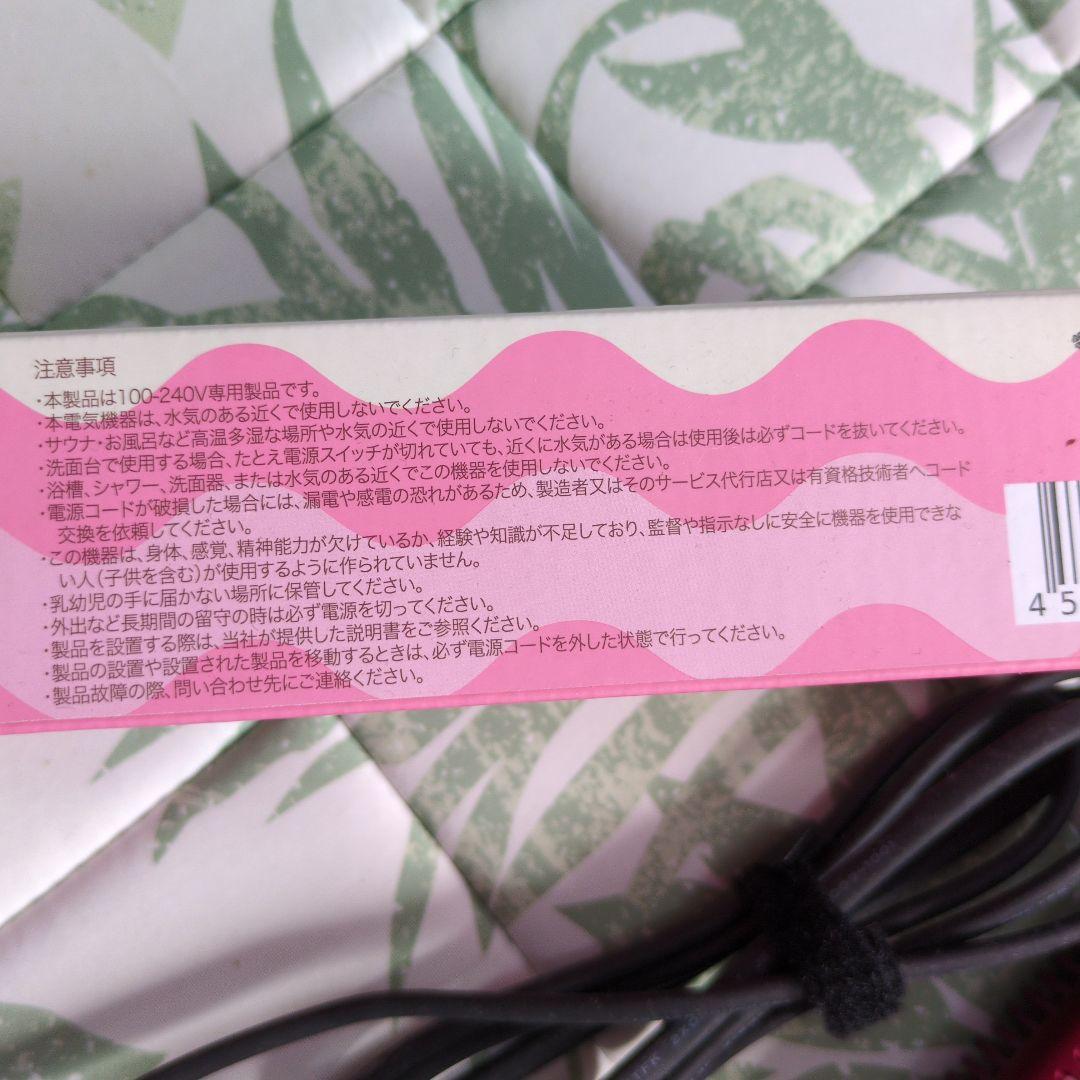 注意事項
・本製品は100-240V専用製品です。
・本電気機器は、水気のある近くで使用しないでください。
・サウナ・お風呂など高温多湿な場所や水気の近くで使用しないでください。
・洗面台で使用する場合、たとえ電源スイッチが切れていても、近くに水気がある場合は使用後は必ずコードを抜いてください。
・浴槽、シャワー、洗面器、または水気のある近くでこの機器を使用しないでください。
・電源コードが破損した場合には、漏電や感電の恐れがあるため、製造者又はそのサービス代行店又は有資格技術者へコード
交換を依頼してください。
・この機器は、身体、感覚、精神能力が欠けているか、経験や知識が不足しており、監督や指示なしに安全に機器を使用できな
い人(子供を含む)が使用するように作られていません。
・乳幼児の手に届かない場所に保管してください。
・外出など長期間の留守の時は必ず電源を切ってください。
・製品を設置する際は、当社が提供した説明書をご参照ください。
・製品の設置や設置された製品を移動するときは、必ず電源コードを外した状態で行ってください。
・製品故障の際、問い合わせ先にご連絡ください。
45